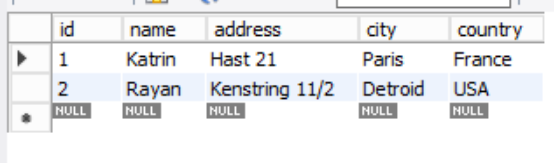 id name address city country
1 Katrin Hast 21 Paris France
2 Rayan Kenstring 11/2 Detroid USA
NULL NULL NULL NULL NULL